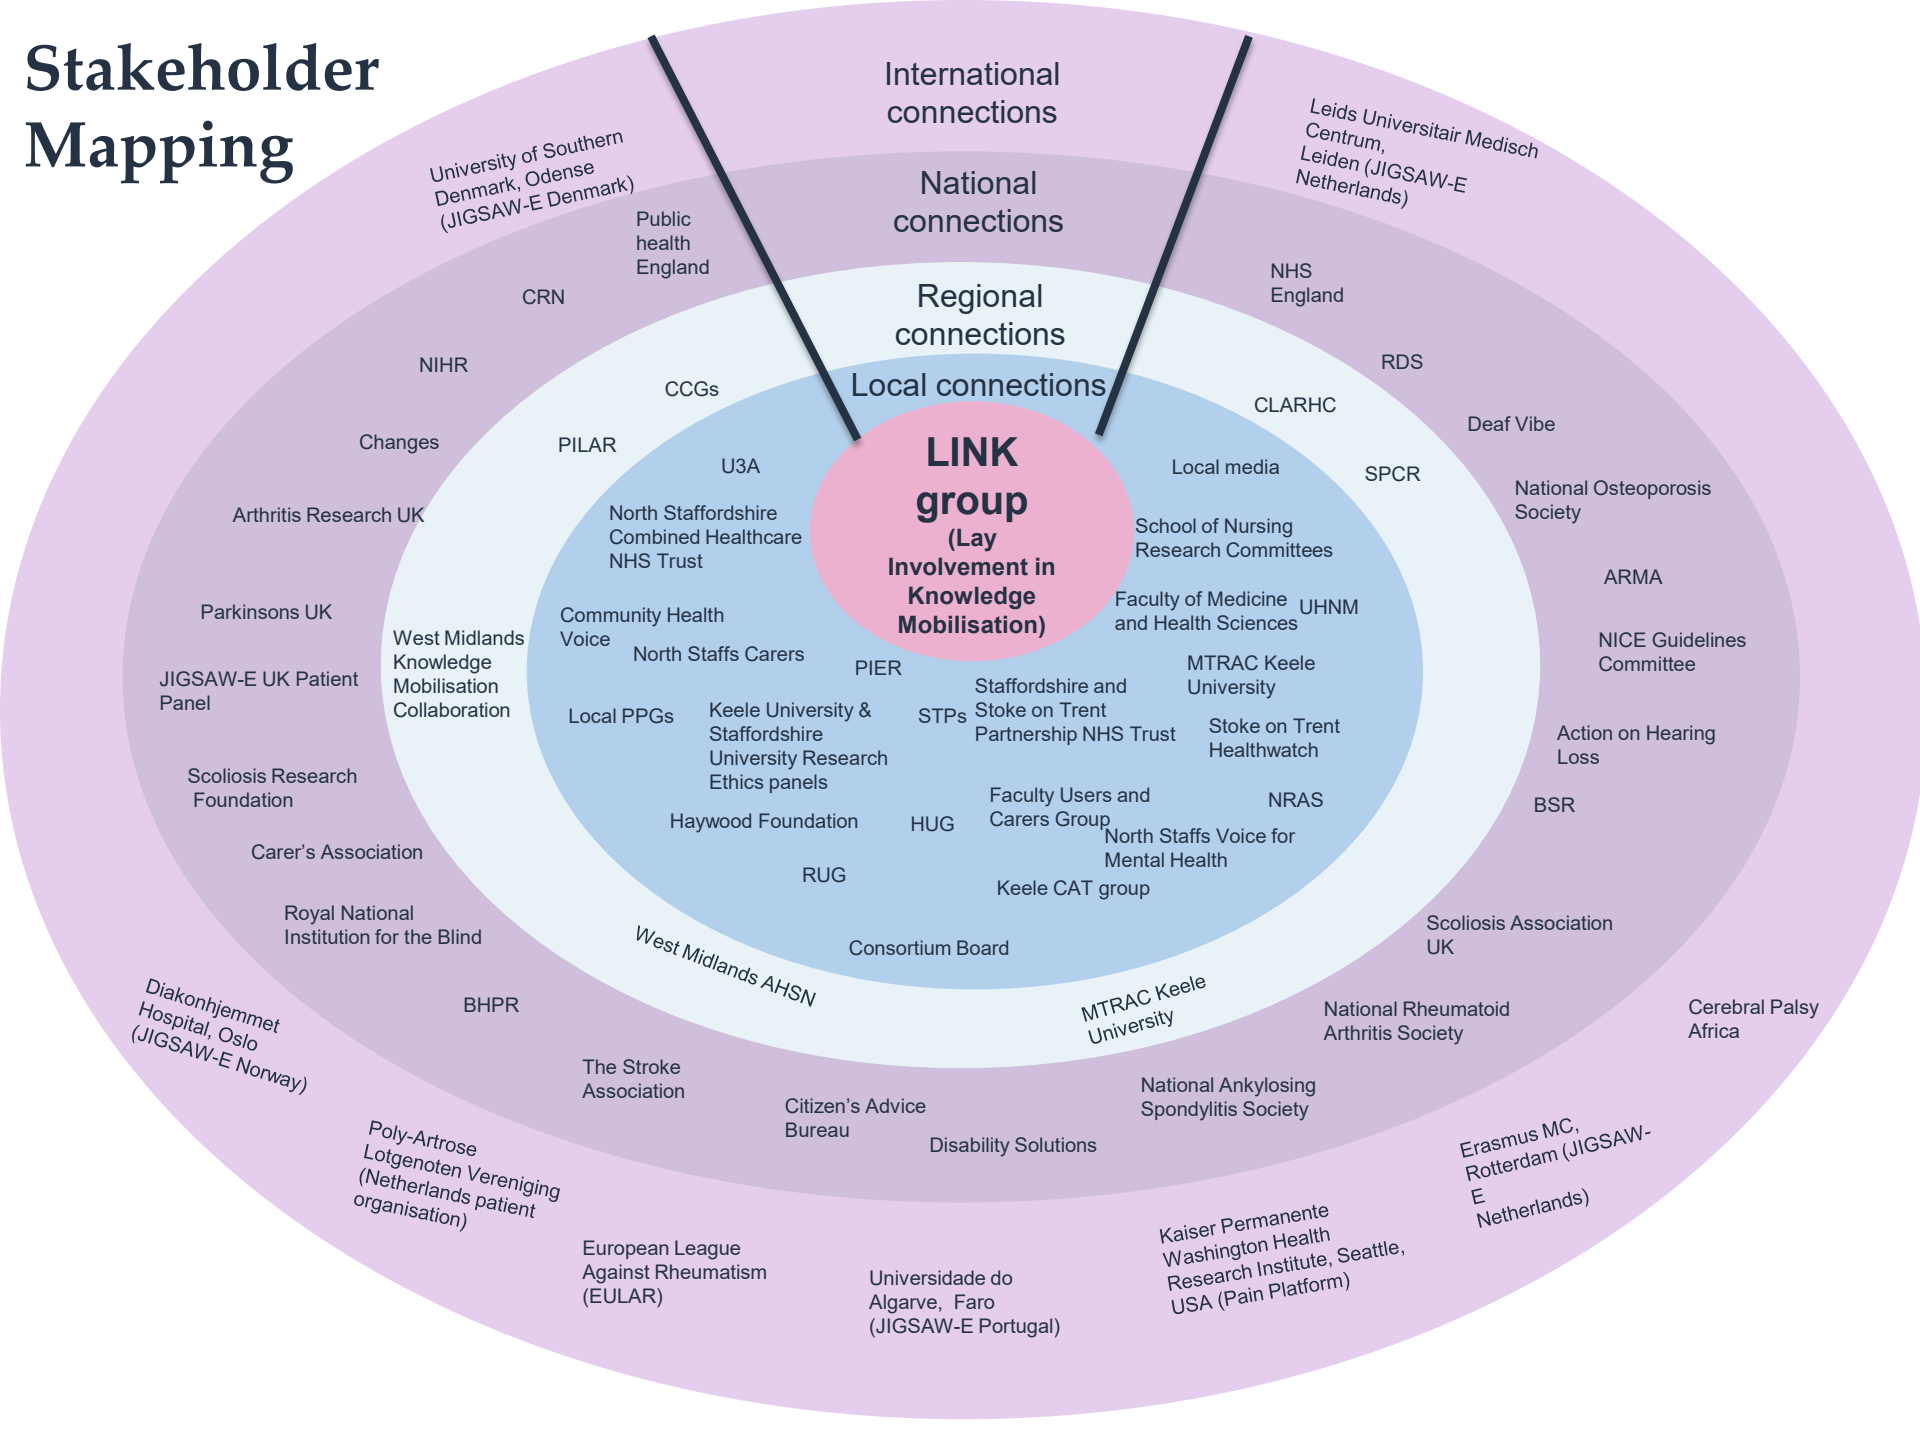 Stakeholder
Mapping
International
connections
National
connections
Regional
connections
Local connections
LINK
group
(Lay
Involvement in
Knowledge
Mobilisation)
University of Southern
Denmark, Odense
(JIGSAW-E Denmark)
Leids Universitair Medisch
Centrum,
Leiden (JIGSAW-E
Netherlands)
Public
health
England
CRN
NIHR
Changes
Arthritis Research UK
Parkinsons UK
JIGSAW-E UK Patient
Panel
Scoliosis Research
Foundation
Carer’s Association
Royal National
Institution for the Blind
BHPR
The Stroke
Association
Citizen’s Advice
Bureau
Disability Solutions
National Ankylosing
Spondylitis Society
National Rheumatoid
Arthritis Society
Scoliosis Association
UK
BSR
Action on Hearing
Loss
NICE Guidelines
Committee
ARMA
National Osteoporosis
Society
Deaf Vibe
RDS
NHS
England
CCGs
PILAR
West Midlands
Knowledge
Mobilisation
Collaboration
West Midlands AHSN
MTRAC Keele
University
SPCR
CLARHC
U3A
North Staffordshire
Combined Healthcare
NHS Trust
Community Health
Voice
North Staffs Carers
PIER
Local PPGs
Keele University &
Staffordshire
University Research
Ethics panels
STPs
Staffordshire and
Stoke on Trent
Partnership NHS Trust
Haywood Foundation
HUG
RUG
Faculty Users and
Carers Group
North Staffs Voice for
Mental Health
Keele CAT group
Consortium Board
NRAS
Stoke on Trent
Healthwatch
MTRAC Keele
University
Faculty of Medicine
and Health Sciences
UHNM
School of Nursing
Research Committees
Local media
Diakonhjemmet
Hospital, Oslo
(JIGSAW-E Norway)
Poly-Artrose
Lotgenoten Vereniging
(Netherlands patient
organisation)
European League
Against Rheumatism
(EULAR)
Universidade do
Algarve, Faro
(JIGSAW-E Portugal)
Kaiser Permanente
Washington Health
Research Institute, Seattle,
USA (Pain Platform)
Erasmus MC,
Rotterdam (JIGSAW-
E
Netherlands)
Cerebral Palsy
Africa